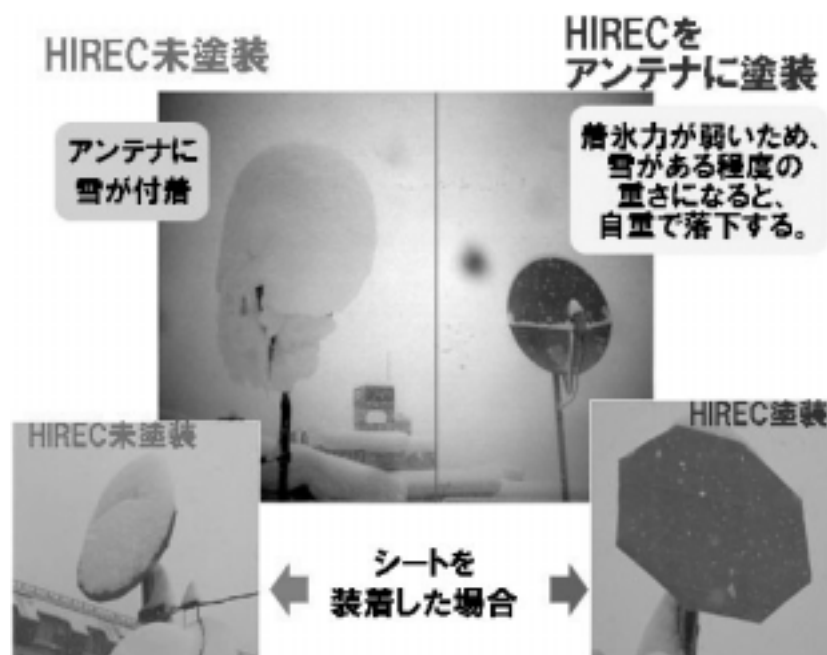 HIREC未塗装
HIRECを
アンテナに塗装
アンテナに
雪が付着
着氷力が弱いため、
雪がある程度の
重さになると、
自重で落下する。
HIREC未塗装
HIREC塗装
シートを
装着した場合